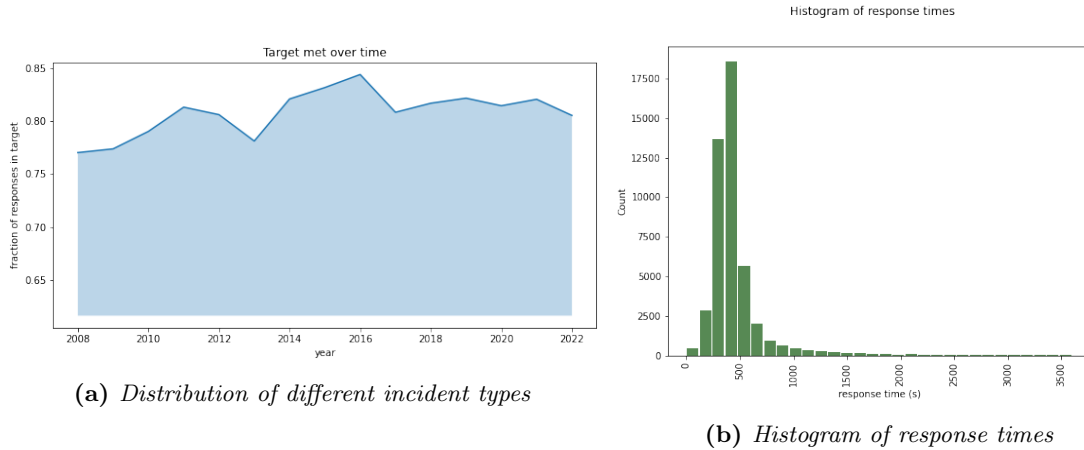 Target met over time
0.85
0.80
0.75
0.70
0.65
fraction of responses in target
2008 2010 2012 2014 2016 2018 2020 2022
year
(a) Distribution of different incident types
Histogram of response times
17500
15000
12500
10000
7500
5000
2500
0
Count
0 500 1000 1500 2000 2500 3000 3500
response time (s)
(b) Histogram of response times